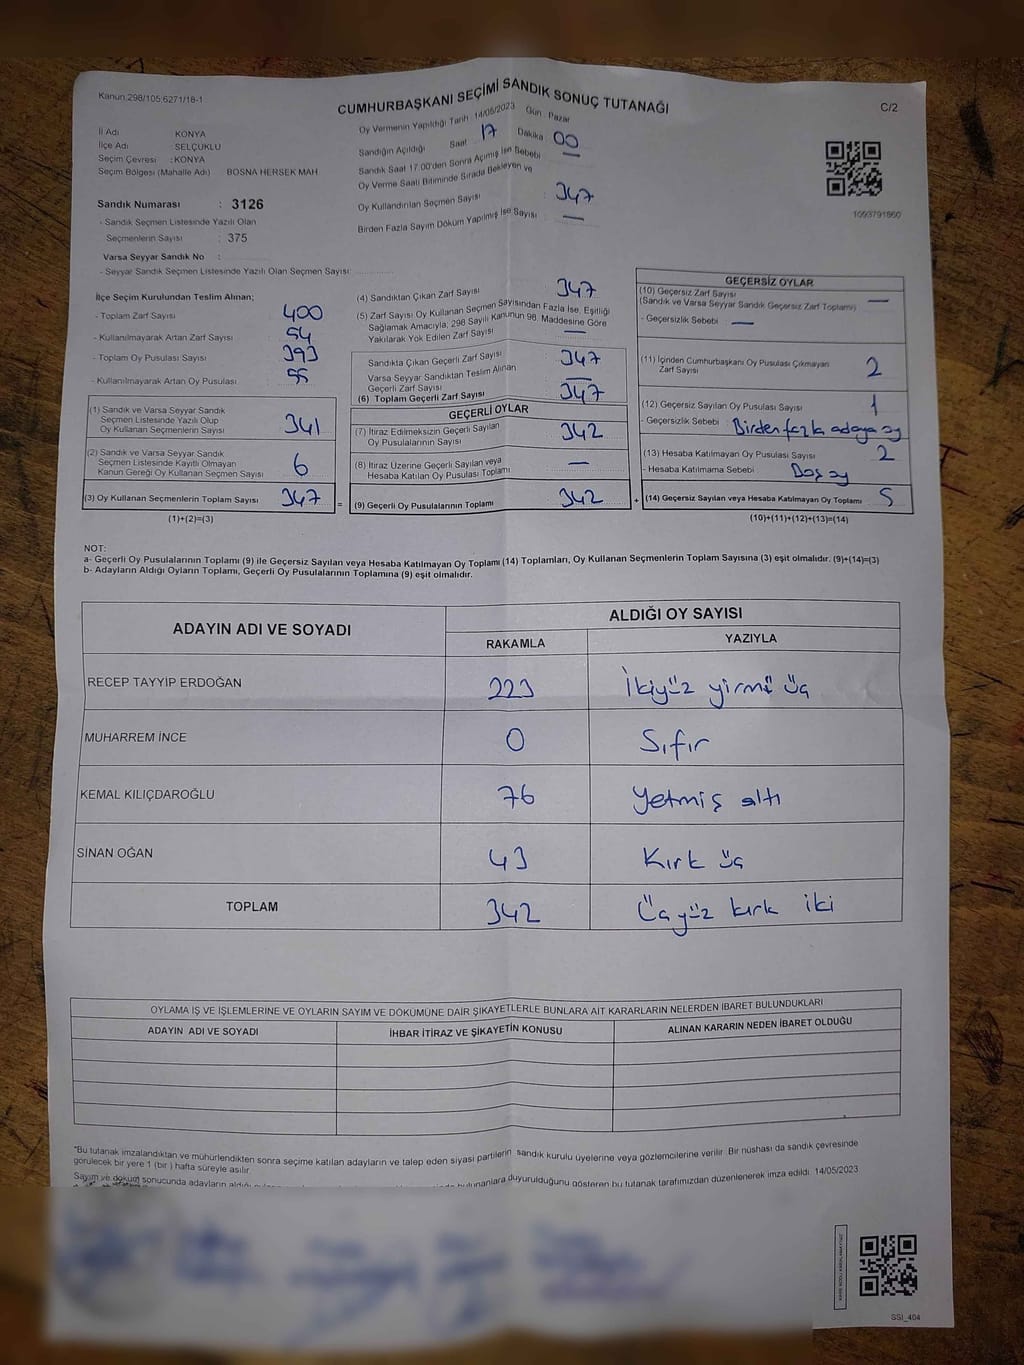 Kanun:298/105;6271/18-1
CUMHURBAŞKANI SEÇİMİ SANDIK SONUÇ TUTANAĞI
C/2
İl Adı KONYA
İlçe Adı : SELÇUKLU
Seçim Çevresi : KONYA
Seçim Bölgesi (Mahalle Adı) BOSNA HERSEK MAH
Sandık Numarası : 3126
- Sandık Seçmen Listesinde Yazılı Olan
Seçmenlerin Sayısı : 375
Varsa Seyyar Sandık No :
- Seyyar Sandık Seçmen Listesinde Yazılı Olan Seçmen Sayısı:
Oy Vermenin Yapıldığı Tarih 14/05/2023 Gün Pazar
Sandığın Açıldığı Saat 17 Dakika 00
Sandık Saat 17.00'den Sonra Açmış İse Sebebi —
Oy Verme Saati Bitiminde Sırada Bekleyen ve
Oy Kullandırılan Seçmen Sayısı : 347
Birden Fazla Sayım Döküm Yapılmış İse Sayısı —
1093791860
İlçe Seçim Kurulundan Teslim Alınan;
- Toplam Zarf Sayısı : 400
- Kullanılmayarak Artan Zarf Sayısı : 54
- Toplam Oy Pusulası Sayısı : 393
- Kullanılmayarak Artan Oy Pusulası : 55
(1) Sandık ve Varsa Seyyar Sandık
Seçmen Listesinde Yazılı Olup
Oy Kullanan Seçmenlerin Sayısı : 341
(2) Sandık ve Varsa Seyyar Sandık
Seçmen Listesinde Kayıtlı Olmayan
Kanun Gereği Oy Kullanan Seçmen Sayısı : 6
(3) Oy Kullanan Seçmenlerin Toplam Sayısı : 347 =
(1)+(2)=(3)
(4) Sandıktan Çıkan Zarf Sayısı : 347
(5) Zarf Sayısı Oy Kullanan Seçmen Sayısından Fazla İse, Eşitliği
Sağlamak Amacıyla; 298 Sayılı Kanunun 98. Maddesine Göre
Yakılarak Yok Edilen Zarf Sayısı : —
Sandıkta Çıkan Geçerli Zarf Sayısı : 347
Varsa Seyyar Sandıktan Teslim Alınan
Geçerli Zarf Sayısı : —
(6) Toplam Geçerli Zarf Sayısı : 347
GEÇERLİ OYLAR
(7) İtiraz Edilmeksizin Geçerli Sayılan
Oy Pusulalarının Sayısı : 342
(8) İtiraz Üzerine Geçerli Sayılan veya
Hesaba Katılan Oy Pusulası Toplamı : —
(9) Geçerli Oy Pusulalarının Toplamı : 342 +
GEÇERSİZ OYLAR
(10) Geçersiz Zarf Sayısı
(Sandık ve Varsa Seyyar Sandık Geçersiz Zarf Toplamı) —
- Geçersizlik Sebebi : —
(11) İçinden Cumhurbaşkanı Oy Pusulası Çıkmayan
Zarf Sayısı 2
(12) Geçersiz Sayılan Oy Pusulası Sayısı 1
- Geçersizlik Sebebi : Birden fazla adaya oy
(13) Hesaba Katılmayan Oy Pusulası Sayısı 2
- Hesaba Katılmama Sebebi : Boş oy
(14) Geçersiz Sayılan veya Hesaba Katılmayan Oy Toplamı 5
(10)+(11)+(12)+(13)=(14)
NOT:
a- Geçerli Oy Pusulalarının Toplamı (9) ile Geçersiz Sayılan veya Hesaba Katılmayan Oy Toplamı (14) Toplamları, Oy Kullanan Seçmenlerin Toplam Sayısına (3) eşit olmalıdır. (9)+(14)=(3)
b- Adayların Aldığı Oyların Toplamı, Geçerli Oy Pusulalarının Toplamına (9) eşit olmalıdır.
ADAYIN ADI VE SOYADI
ALDIĞI OY SAYISI
RAKAMLA YAZIYLA
RECEP TAYYIP ERDOĞAN 223 İkiyüz yirmi üç
MUHARREM İNCE 0 Sıfır
KEMAL KILIÇDAROĞLU 76 Yetmiş altı
SİNAN OĞAN 43 Kırk üç
TOPLAM 342 Üçyüz kırk iki
OYLAMA İŞ VE İŞLEMLERİNE VE OYLARIN SAYIM VE DÖKÜMÜNE DAİR ŞİKAYETLERLE BUNLARA AİT KARARLARIN NELERDEN İBARET BULUNDUKLARI
ADAYIN ADI VE SOYADI İHBAR İTİRAZ VE ŞİKAYETİN KONUSU ALINAN KARARIN NEDEN İBARET OLDUĞU
*Bu tutanak imzalandıktan ve mühürlendikten sonra seçime katılan adayların ve talep eden siyasi partilerin sandık kurulu üyelerine veya gözlemcilerine verilir. Bir nüshası da sandık çevresinde
görülecek bir yere 1 (bir) hafta süreyle asılır.
Sayım ve döküm sonucunda adayların aldığı bulunanlara duyurulduğunu gösteren bu tutanak tarafımızdan düzenlenerek imza edildi. 14/05/2023
SSI_404